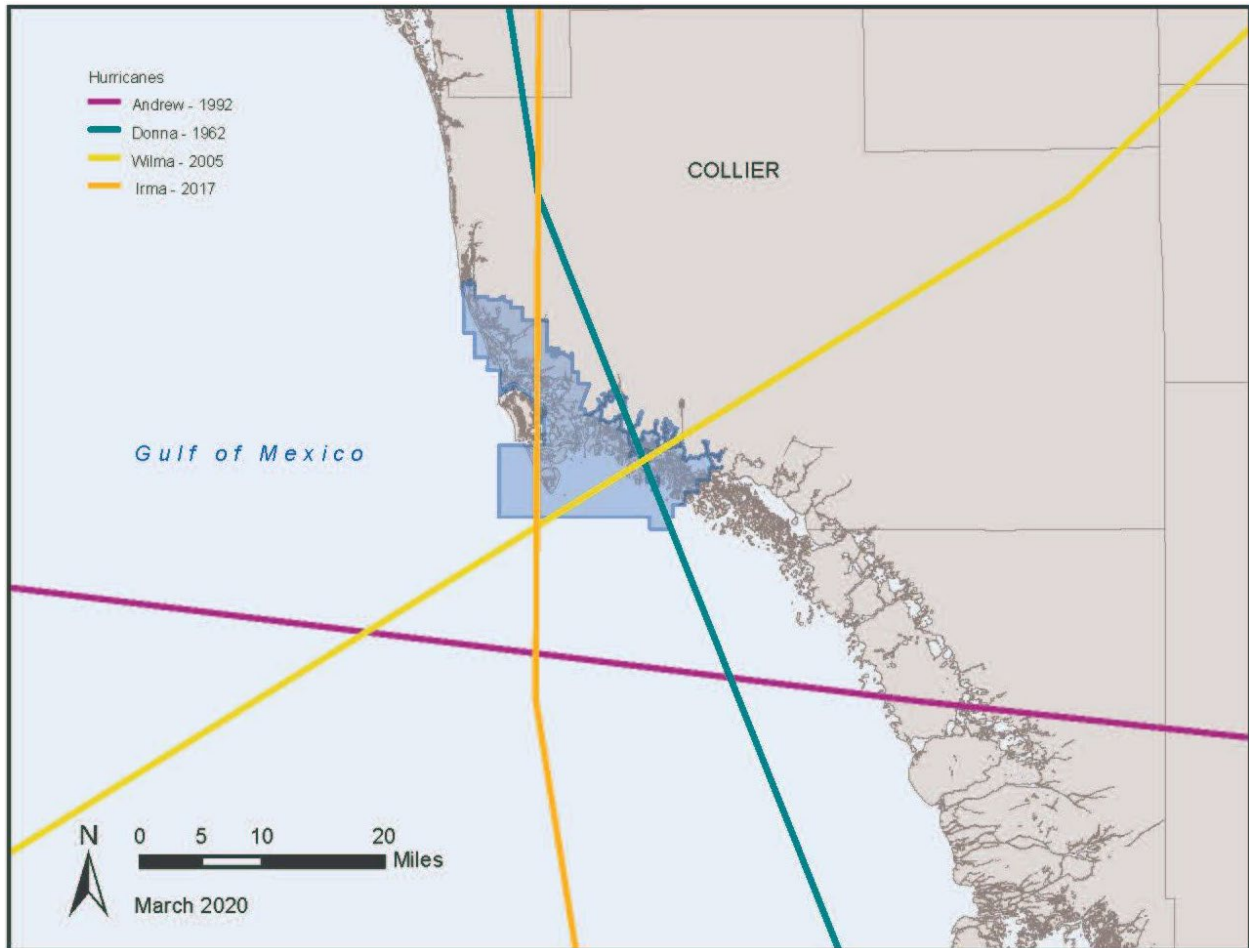 Hurricanes
Andrew - 1992
Donna - 1962
Wilma - 2005
Irma - 2017
COLLIER
Gulf of Mexico
N
0 5 10 20
Miles
March 2020